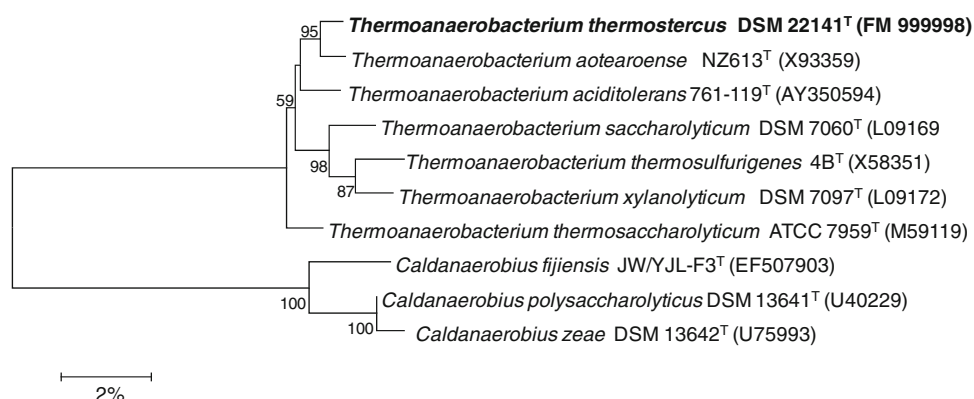 95 Thermoanaerobacterium thermostercus DSM 22141ᵀ (FM 999998)
Thermoanaerobacterium aotearoense NZ613ᵀ (X93359)
Thermoanaerobacterium aciditolerans 761-119ᵀ (AY350594)
59
Thermoanaerobacterium saccharolyticum DSM 7060ᵀ (L09169
98 Thermoanaerobacterium thermosulfurigenes 4Bᵀ (X58351)
87 Thermoanaerobacterium xylanolyticum DSM 7097ᵀ (L09172)
Thermoanaerobacterium thermosaccharolyticum ATCC 7959ᵀ (M59119)
Caldanaerobius fijiensis JW/YJL-F3ᵀ (EF507903)
100 Caldanaerobius polysaccharolyticus DSM 13641ᵀ (U40229)
100 Caldanaerobius zeae DSM 13642ᵀ (U75993)
2%